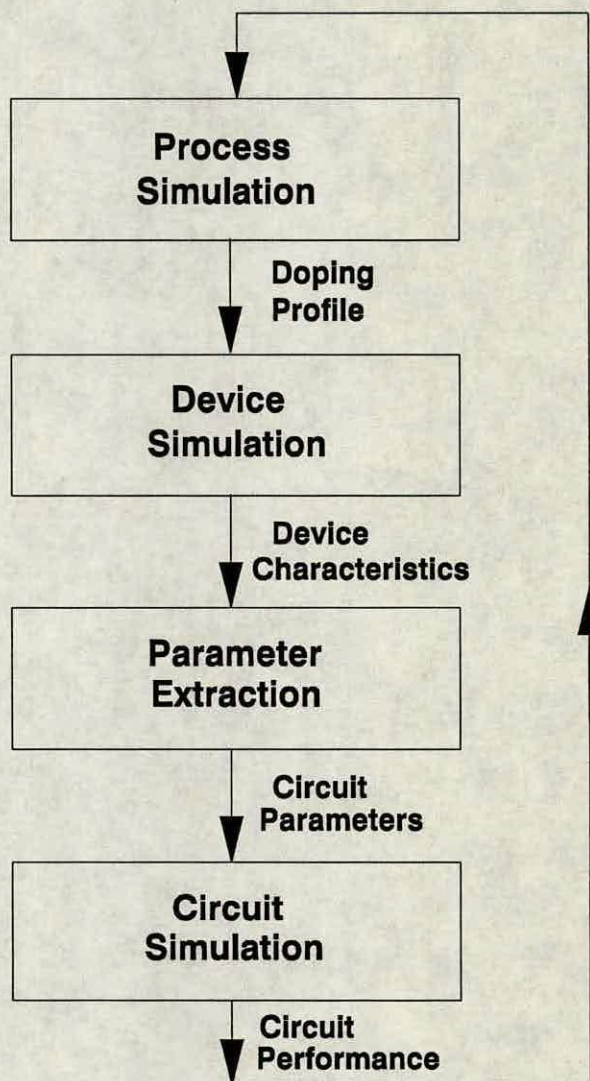 Process
Simulation
Doping
Profile
Device
Simulation
Device
Characteristics
Parameter
Extraction
Circuit
Parameters
Circuit
Simulation
Circuit
Performance